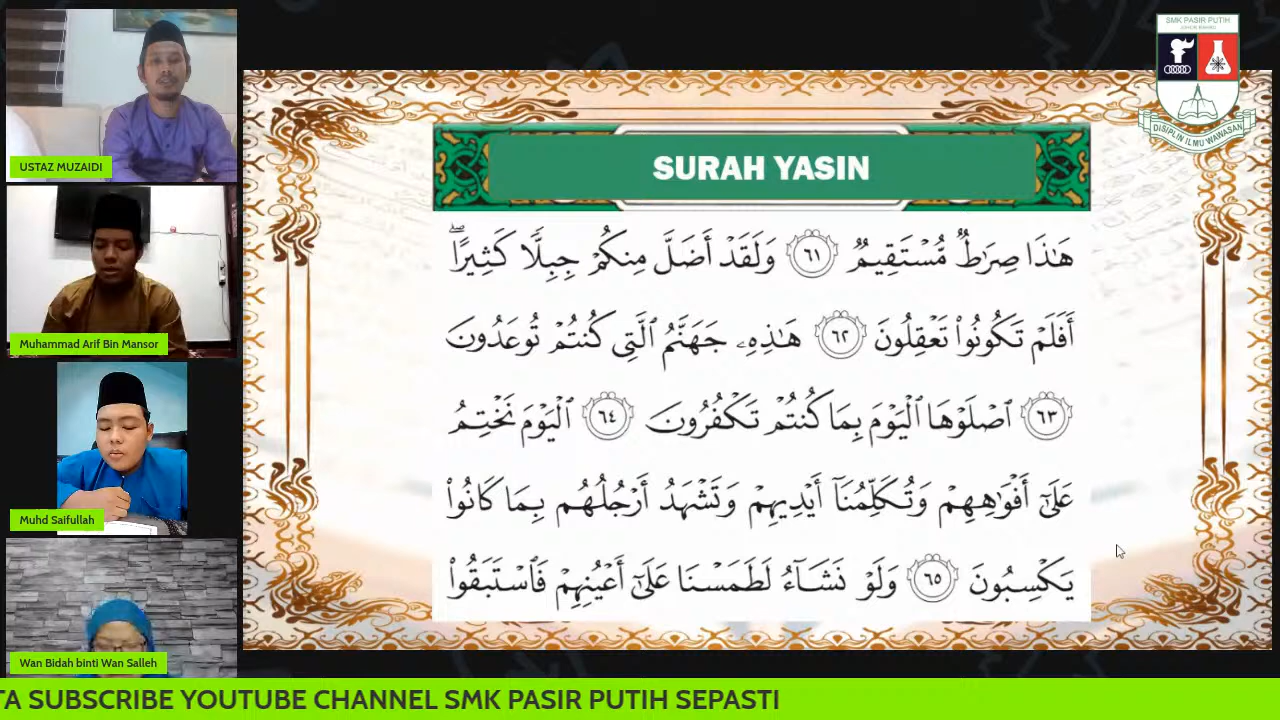 USTAZ MUZAIDI
Muhammad Arif Bin Mansor
Muhd Saifullah
Wan Bidah binti Wan Salleh
SMK PASIR PUTIH
DISIPLIN ILMU WAWASAN
SURAH YASIN
هَٰذَا صِرَٰطٌ مُّسْتَقِيمٌ ٦١ وَلَقَدْ أَضَلَّ مِنكُمْ جِبِلًّا كَثِيرًا ۖ
أَفَلَمْ تَكُونُوا۟ تَعْقِلُونَ ٦٢ هَٰذِهِۦ جَهَنَّمُ ٱلَّتِى كُنتُمْ تُوعَدُونَ
٦٣ ٱصْلَوْهَا ٱلْيَوْمَ بِمَا كُنتُمْ تَكْفُرُونَ ٦٤ ٱلْيَوْمَ نَخْتِمُ
عَلَىٰٓ أَفْوَٰهِهِمْ وَتُكَلِّمُنَآ أَيْدِيهِمْ وَتَشْهَدُ أَرْجُلُهُم بِمَا كَانُوا۟
يَكْسِبُونَ ٦٥ وَلَوْ نَشَآءُ لَطَمَسْنَا عَلَىٰٓ أَعْيُنِهِمْ فَٱسْتَبَقُوا۟
TA SUBSCRIBE YOUTUBE CHANNEL SMK PASIR PUTIH SEPASTI